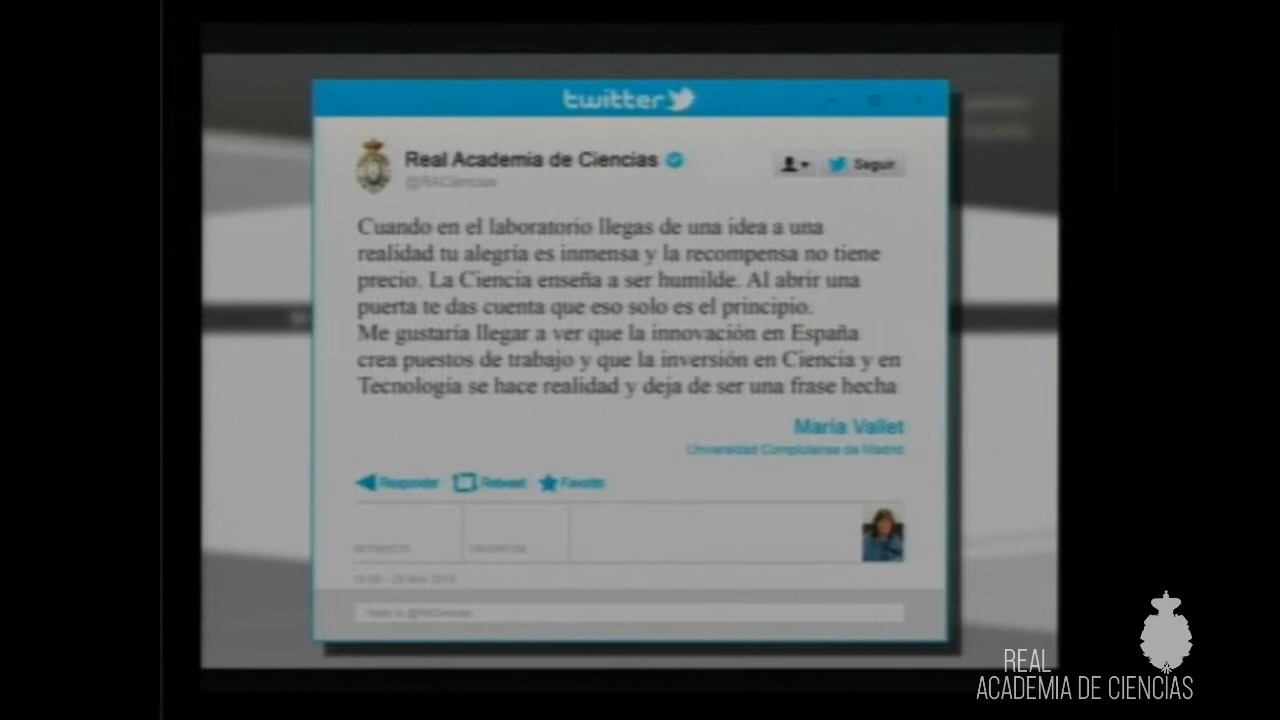 twitter
Real Academia de Ciencias
@RACiencias
Seguir
Cuando en el laboratorio llegas de una idea a una
realidad tu alegría es inmensa y la recompensa no tiene
precio. La Ciencia enseña a ser humilde. Al abrir una
puerta te das cuenta que eso solo es el principio.
Me gustaría llegar a ver que la innovación en España
crea puestos de trabajo y que la inversión en Ciencia y en
Tecnología se hace realidad y deja de ser una frase hecha
María Vallet
Universidad Complutense de Madrid
Responder Retweet Favorito
RETWEETS FAVORITOS
REAL
ACADEMIA DE CIENCIAS